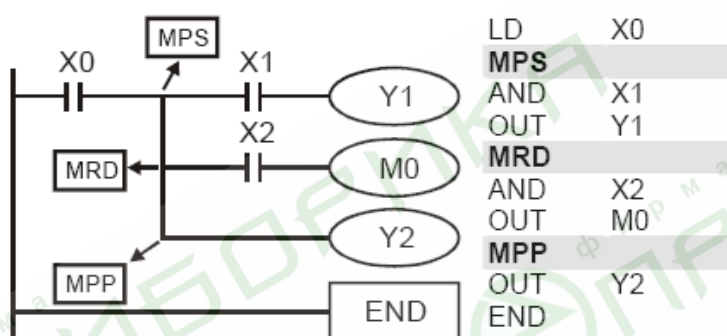 MPS
X0 X1
Y1
X2
MRD M0
Y2
MPP
END
LD X0
MPS
AND X1
OUT Y1
MRD
AND X2
OUT M0
MPP
OUT Y2
END